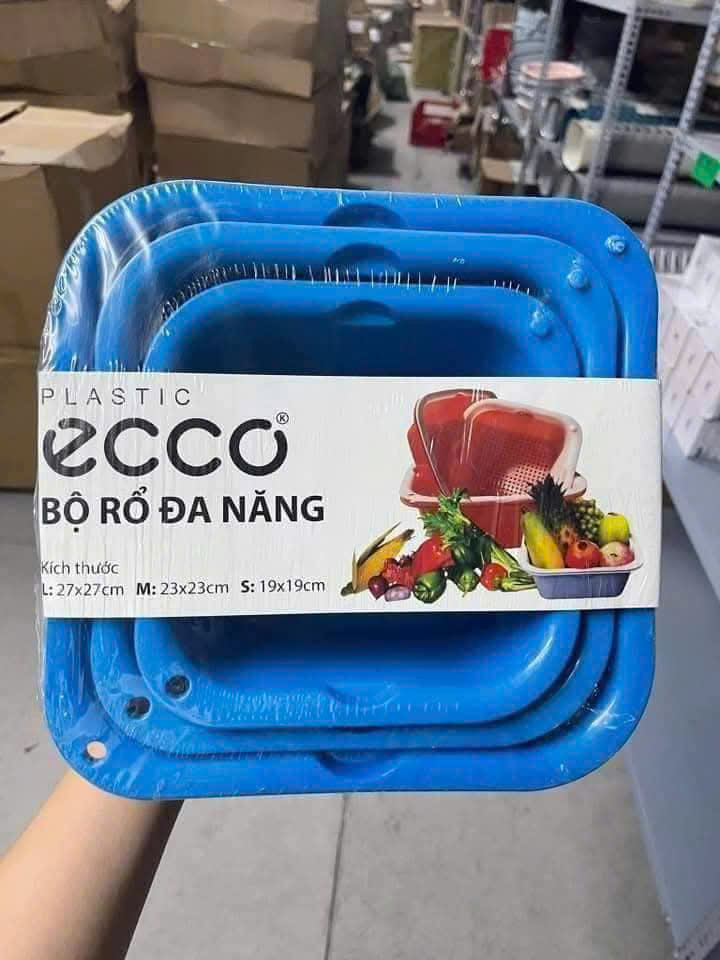 PLASTIC
ecco®
BỘ RỔ ĐA NĂNG
Kích thước
L: 27x27cm M: 23x23cm S: 19x19cm